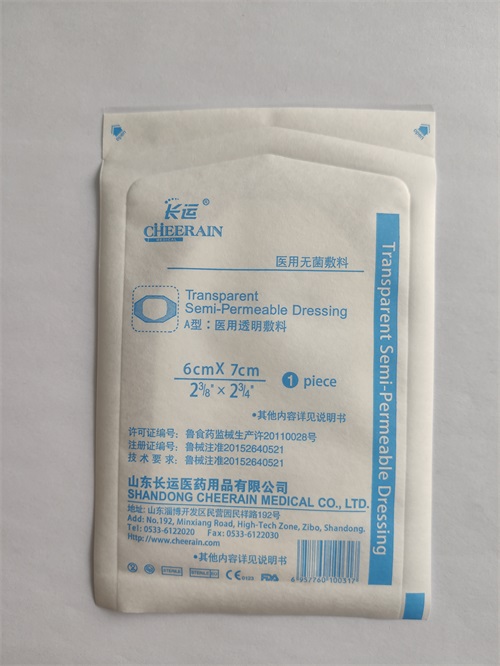 长运®
CHEERAIN
MEDICAL
医用无菌敷料
Transparent
Semi-Permeable Dressing
A型：医用透明敷料
6cm X 7cm
2 3/8" × 2 3/4"
1 piece
•其他内容详见说明书
许可证编号：鲁食药监械生产许20110028号
注册证编号：鲁械注准20152640521
技术要求：鲁械注准20152640521
山东长运医药用品有限公司
SHANDONG CHEERAIN MEDICAL CO., LTD.
地址: 山东淄博开发区民营园民祥路192号
Add: No.192, Minxiang Road, High-Tech Zone, Zibo, Shandong.
Tel: 0533-6122020 Fax: 0533-6122030
Http://www.cheerain.com
•其他内容详见说明书
CE 0123 FDA
6 957760 100317
Transparent Semi-Permeable Dressing